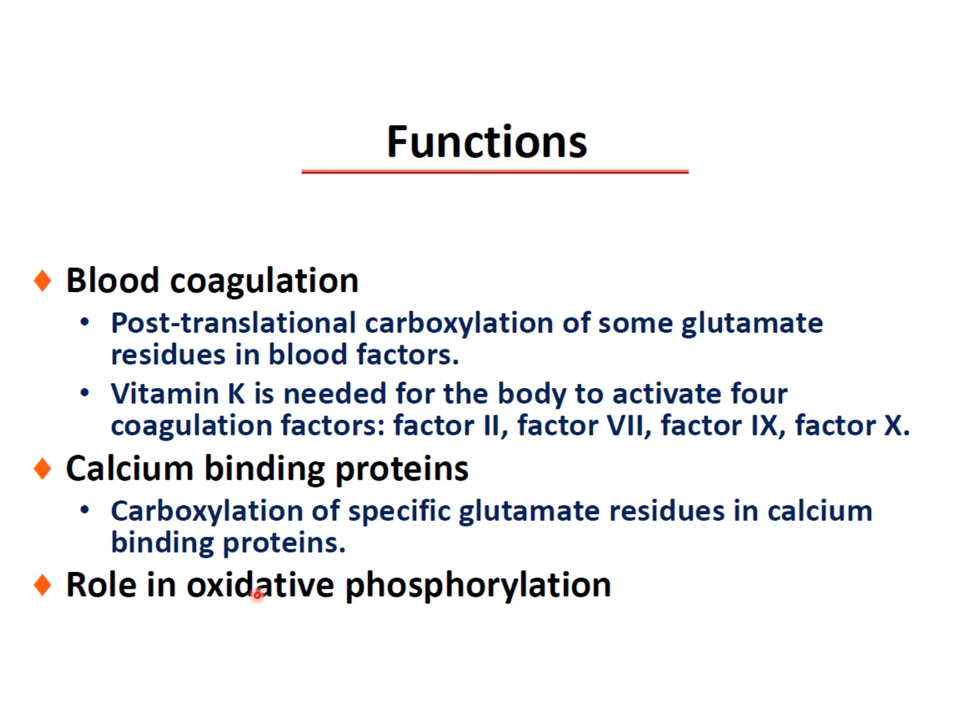 Functions
Blood coagulation
• Post-translational carboxylation of some glutamate
residues in blood factors.
• Vitamin K is needed for the body to activate four
coagulation factors: factor II, factor VII, factor IX, factor X.
Calcium binding proteins
• Carboxylation of specific glutamate residues in calcium
binding proteins.
Role in oxidative phosphorylation